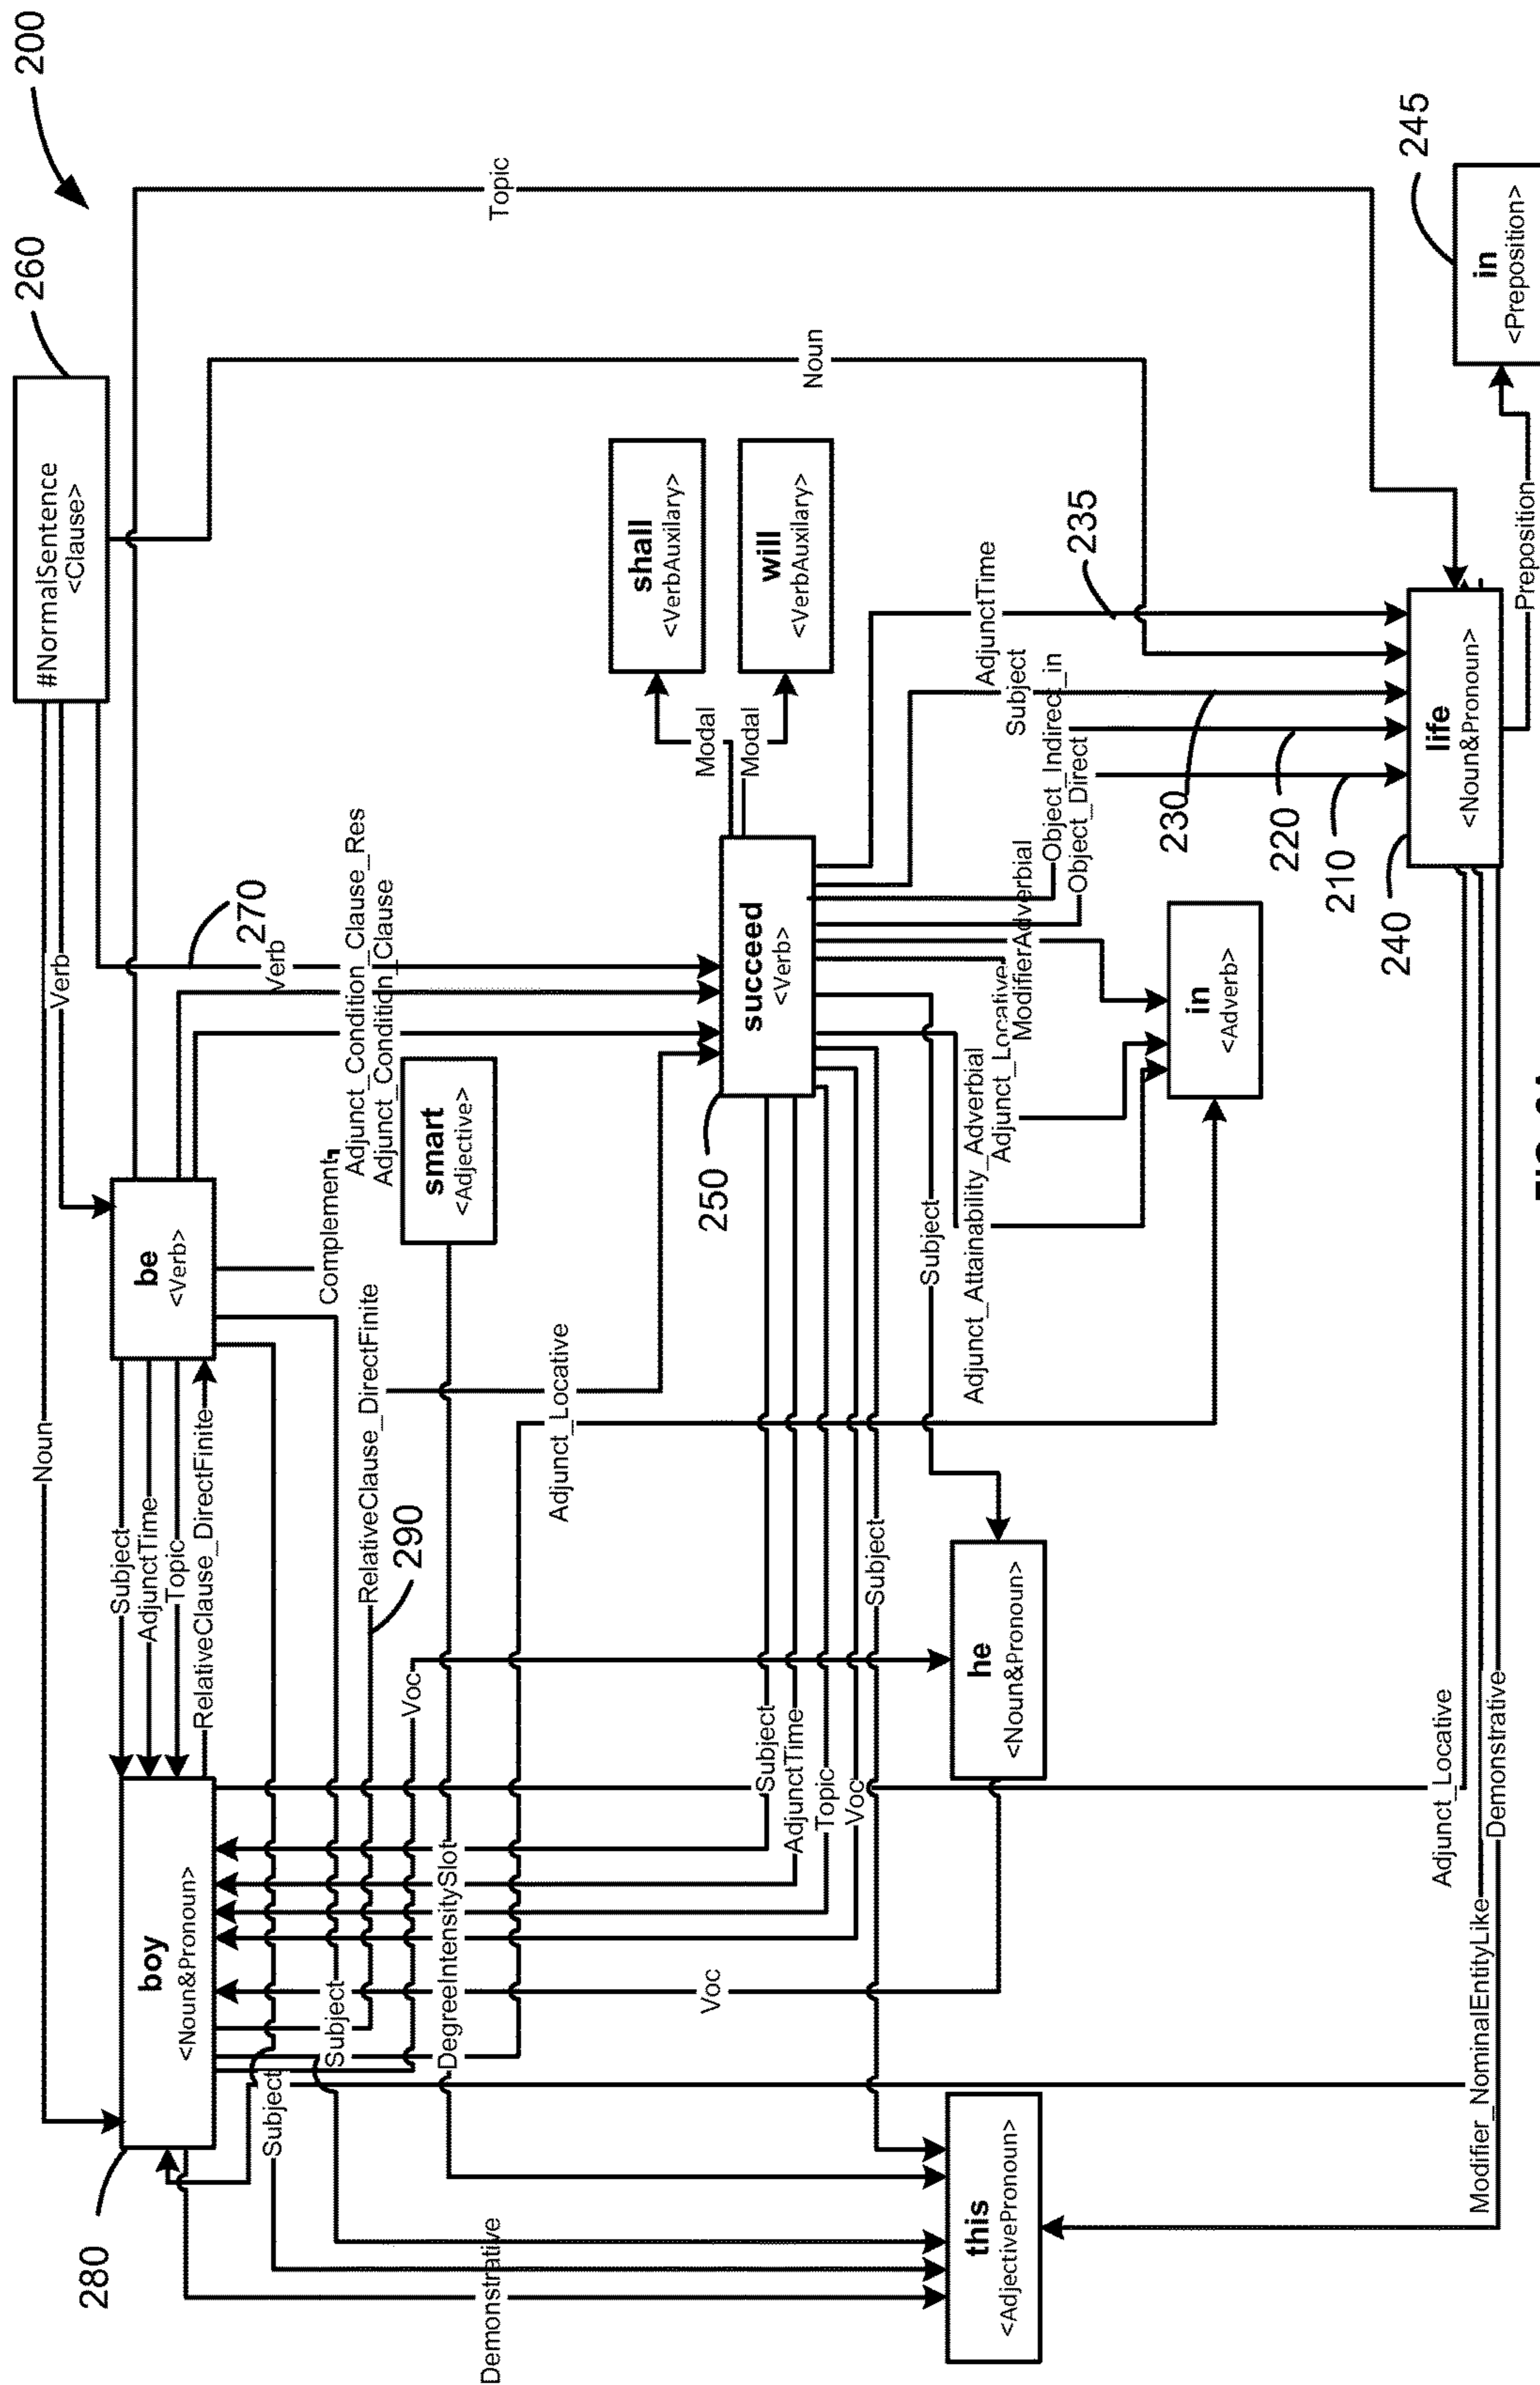 200
260
#NormalSentence
<Clause>
Noun
Verb
Topic
Noun
be
<Verb>
270
Verb
Adjunct_Condition_Clause_Res
Adjunct_Condition_Clause
Complement
smart
<Adjective>
shall
<VerbAuxilary>
will
<VerbAuxilary>
Modal
Modal
succeed
<Verb>
250
Subject
AdjunctTime
Topic
RelativeClause_DirectFinite
RelativeClause_DirectFinite
290
Adjunct_Locative
Voc
boy
<Noun&Pronoun>
280
Subject
Subject
DegreeIntensitySlot
Subject
AdjunctTime
Topic
Voc
Subject
Voc
Demonstrative
this
<AdjectivePronoun>
he
<Noun&Pronoun>
Subject
Adjunct_Attainability_Adverbial
Adjunct_Locative
ModifierAdverbial
Object_Direct
Object_Indirect_in
Subject
AdjunctTime
235
230
220
210
240
in
<Adverb>
life
<Noun&Pronoun>
245
in
<Preposition>
Preposition
Adjunct_Locative
Modifier_NominalEntityLike
Demonstrative